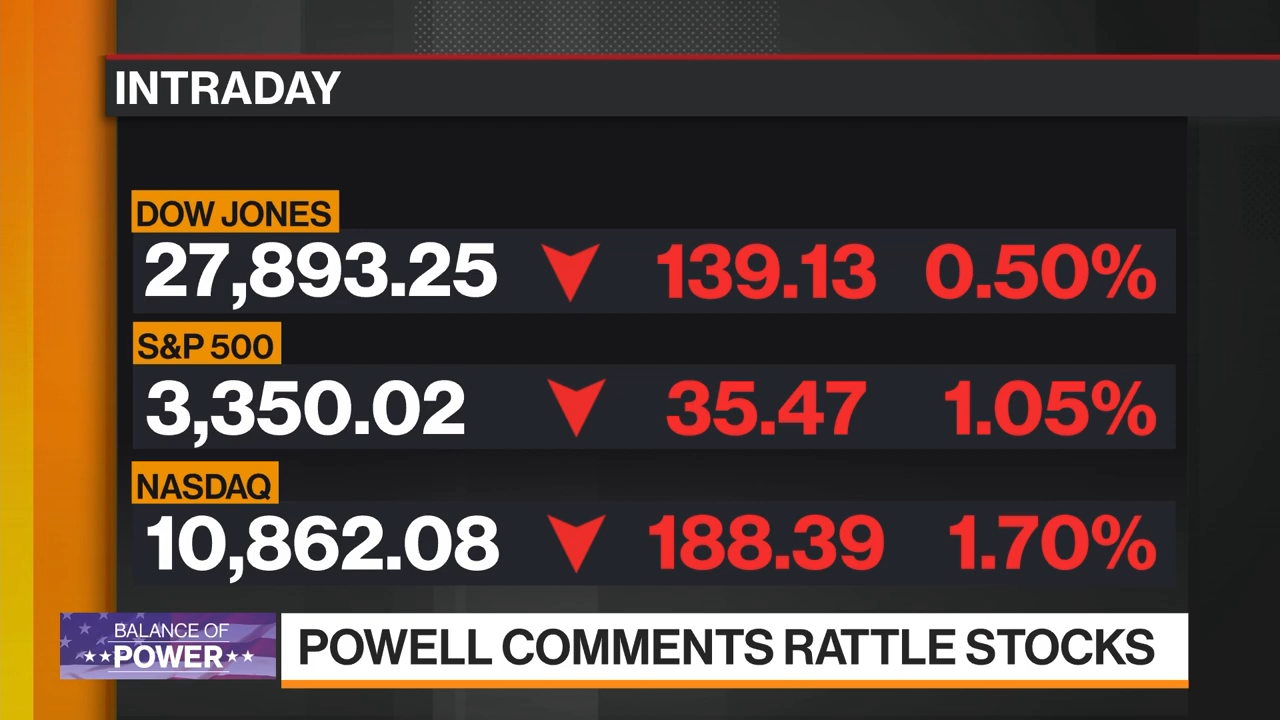 INTRADAY
DOW JONES
27,893.25 139.13 0.50%
S&P 500
3,350.02 35.47 1.05%
NASDAQ
10,862.08 188.39 1.70%
BALANCE OF
POWER
POWELL COMMENTS RATTLE STOCKS